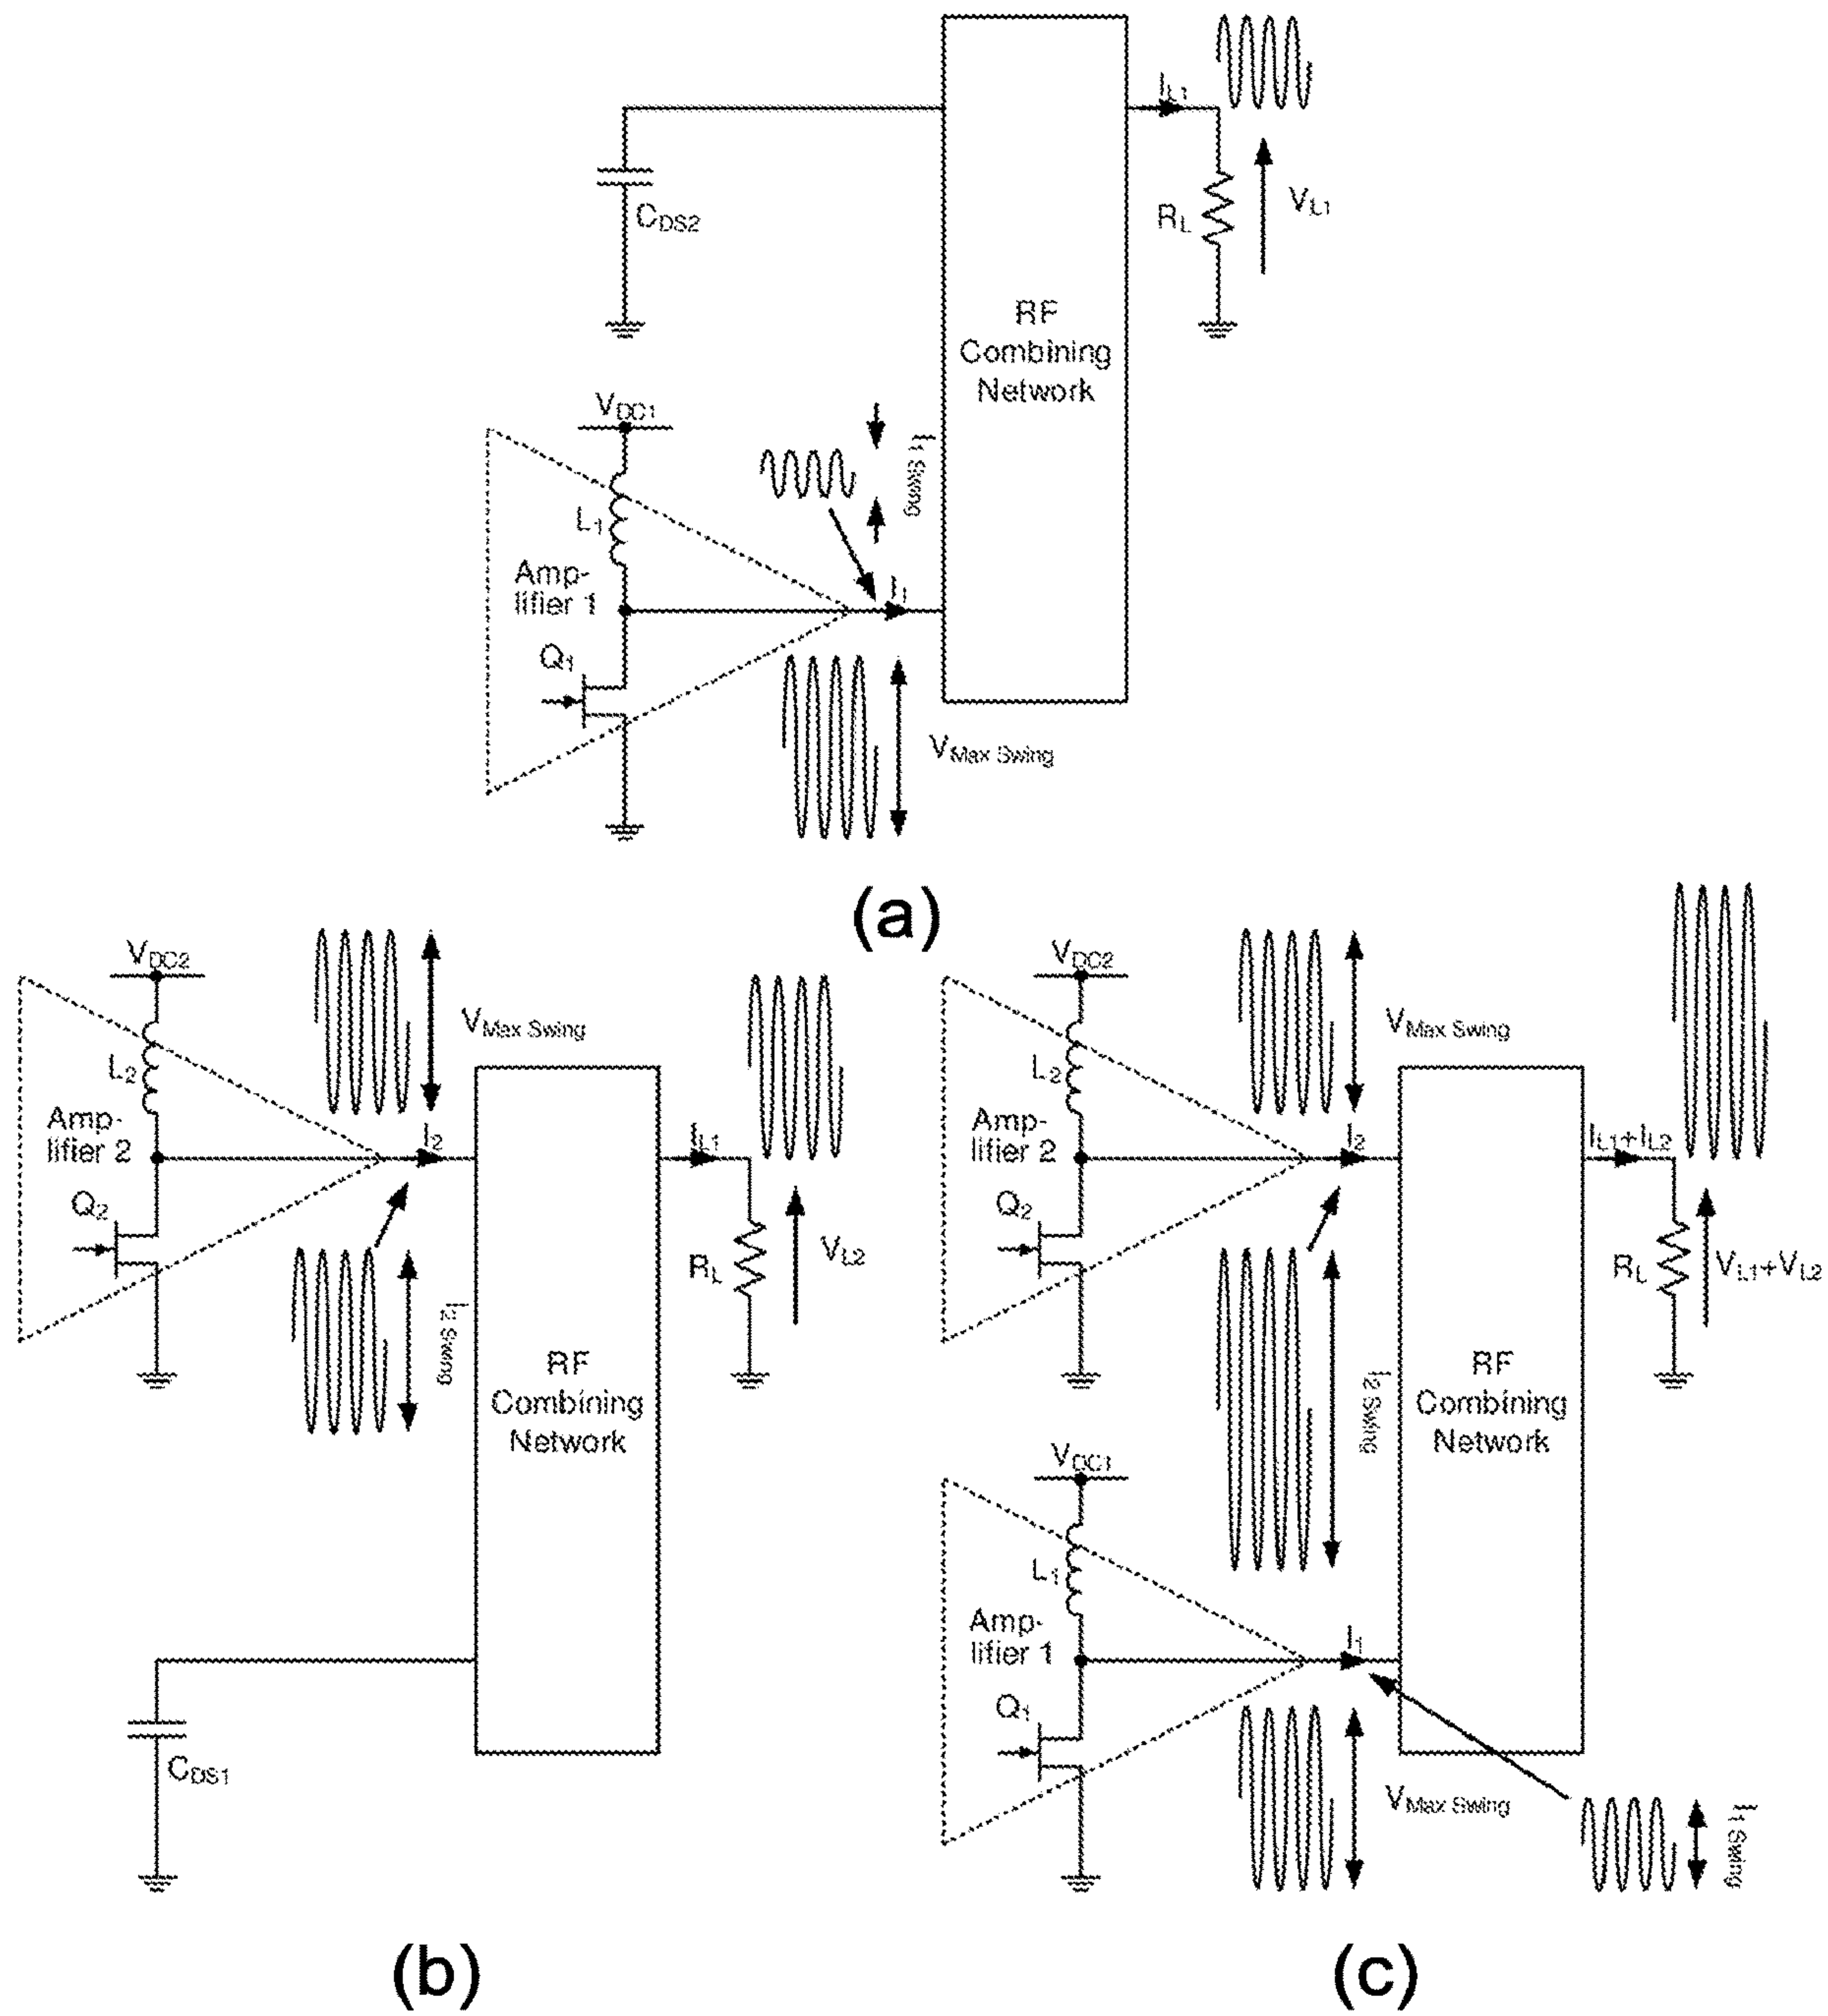 I_L1
C_DS2
R_L
V_L1
RF
Combining
Network
V_DC1
I_1 Swing
L_1
Amp-
lifier 1
I_1
Q_1
V_Max Swing
(a)
V_DC2
V_Max Swing
L_2
Amp-
lifier 2
I_2
I_L1
Q_2
R_L
V_L2
I_2 Swing
RF
Combining
Network
C_DS1
(b)
V_DC2
V_Max Swing
L_2
Amp-
lifier 2
I_2
I_L1+I_L2
Q_2
R_L
V_L1+V_L2
I_2 Swing
RF
Combining
Network
V_DC1
L_1
Amp-
lifier 1
I_1
Q_1
V_Max Swing
I_1 Swing
(c)